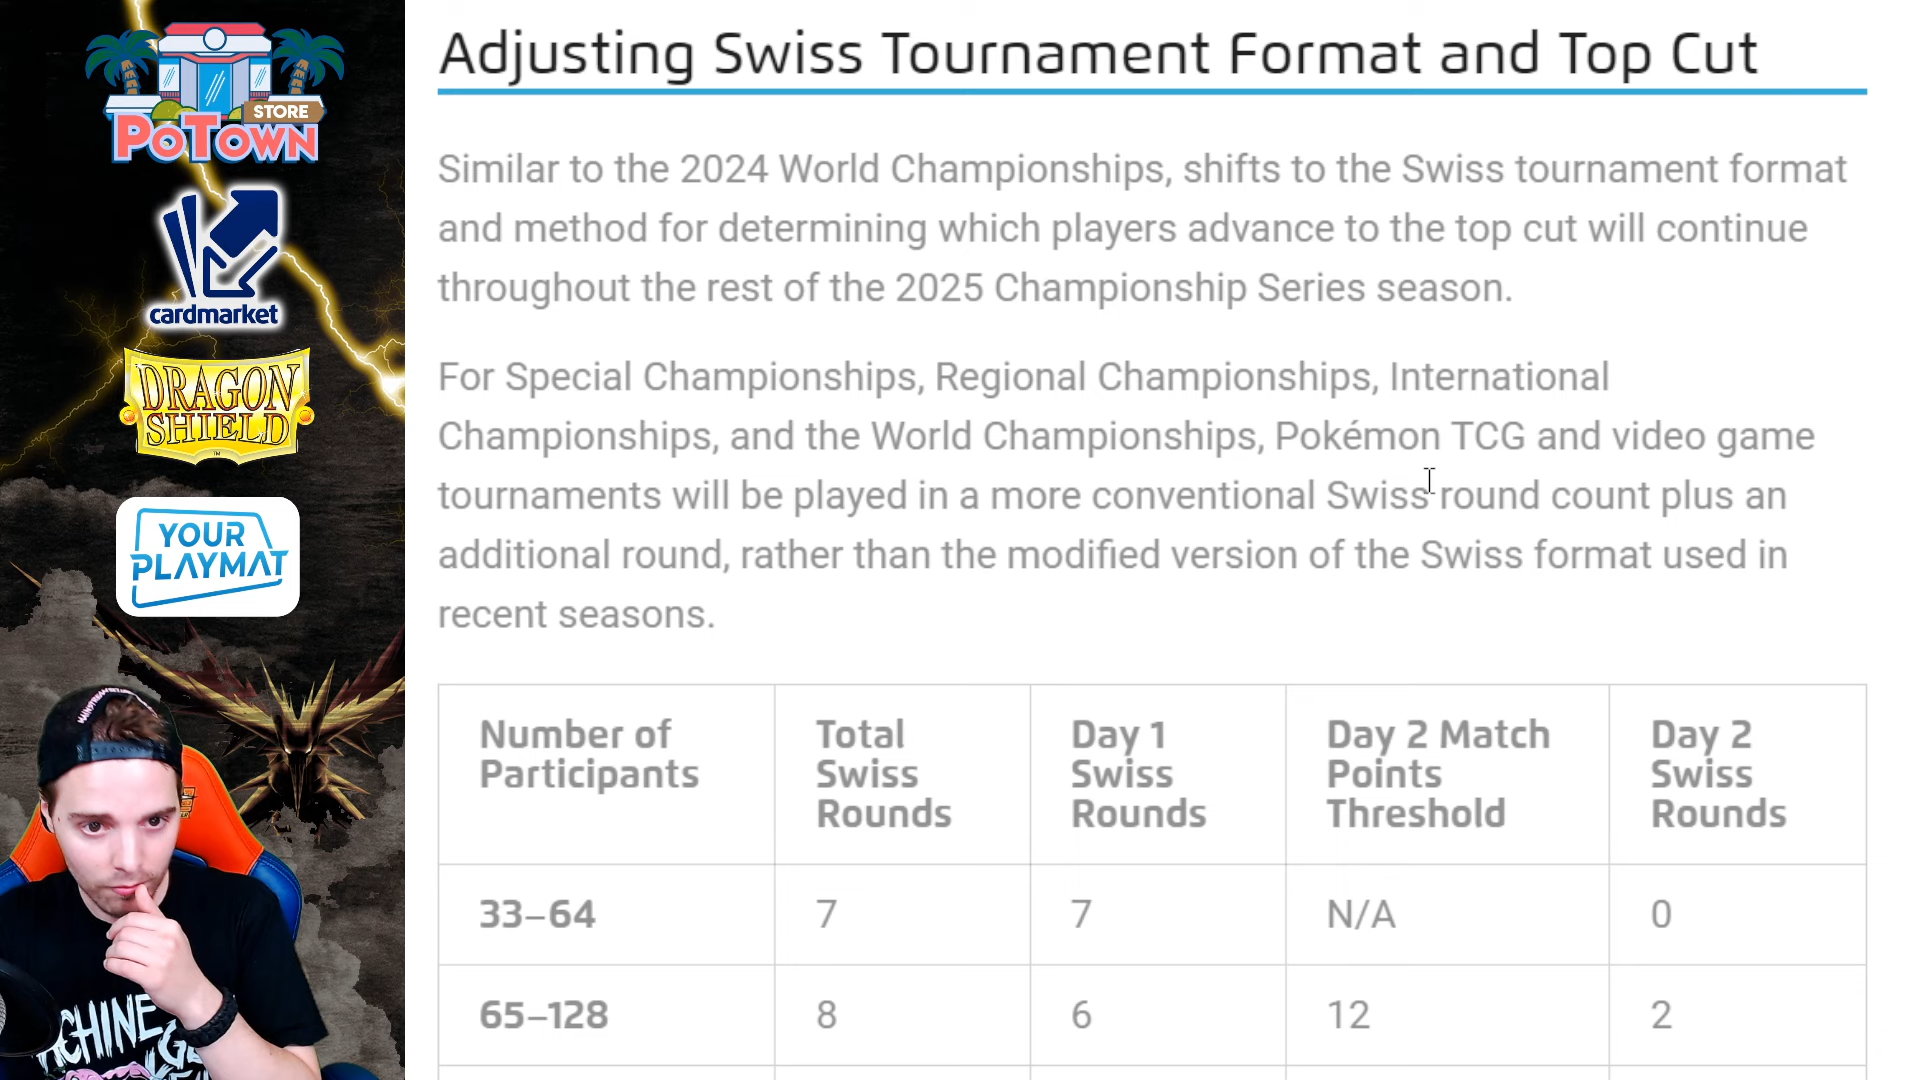 Adjusting Swiss Tournament Format and Top Cut
Similar to the 2024 World Championships, shifts to the Swiss tournament format
and method for determining which players advance to the top cut will continue
throughout the rest of the 2025 Championship Series season.
For Special Championships, Regional Championships, International
Championships, and the World Championships, Pokémon TCG and video game
tournaments will be played in a more conventional Swiss round count plus an
additional round, rather than the modified version of the Swiss format used in
recent seasons.
Number of Participants
Total Swiss Rounds
Day 1 Swiss Rounds
Day 2 Match Points Threshold
Day 2 Swiss Rounds
33–64 7 7 N/A 0
65–128 8 6 12 2
STORE
POTOWN
cardmarket
DRAGON
SHIELD
TM
YOUR
PLAYMAT